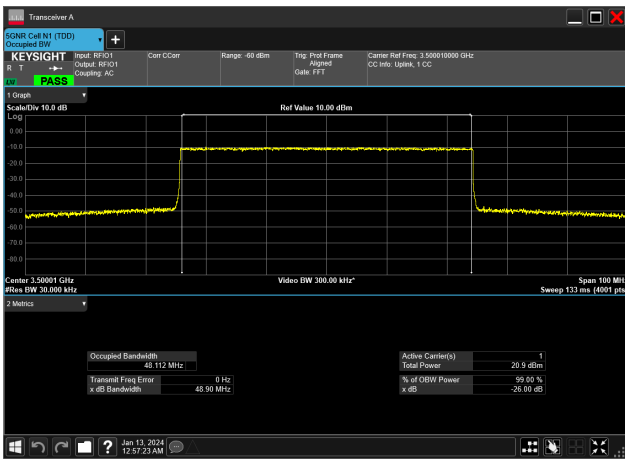 Transceiver A
5GNR Cell N1 (TDD)
Occupied BW
KEYSIGHT
R T
LNI
PASS
Input: RFIO1
Output: RFIO1
Coupling: AC
Corr CCorr
Range: -60 dBm
Trig: Prot Frame
Aligned
Gate: FFT
Carrier Ref Freq: 3.500010000 GHz
CC Info: Uplink, 1 CC
1 Graph
Scale/Div 10.0 dB
Ref Value 10.00 dBm
Log
0.00
-10.0
-20.0
-30.0
-40.0
-50.0
-60.0
-70.0
-80.0
Center 3.50001 GHz
Video BW 300.00 kHz*
Span 100 MHz
#Res BW 30.000 kHz
Sweep 133 ms (4001 pts
2 Metrics
Occupied Bandwidth
48.112 MHz
Transmit Freq Error 0 Hz
x dB Bandwidth 48.90 MHz
Active Carrier(s) 1
Total Power 20.9 dBm
% of OBW Power 99.00 %
x dB -26.00 dB
?
Jan 13, 2024
12:57:23 AM